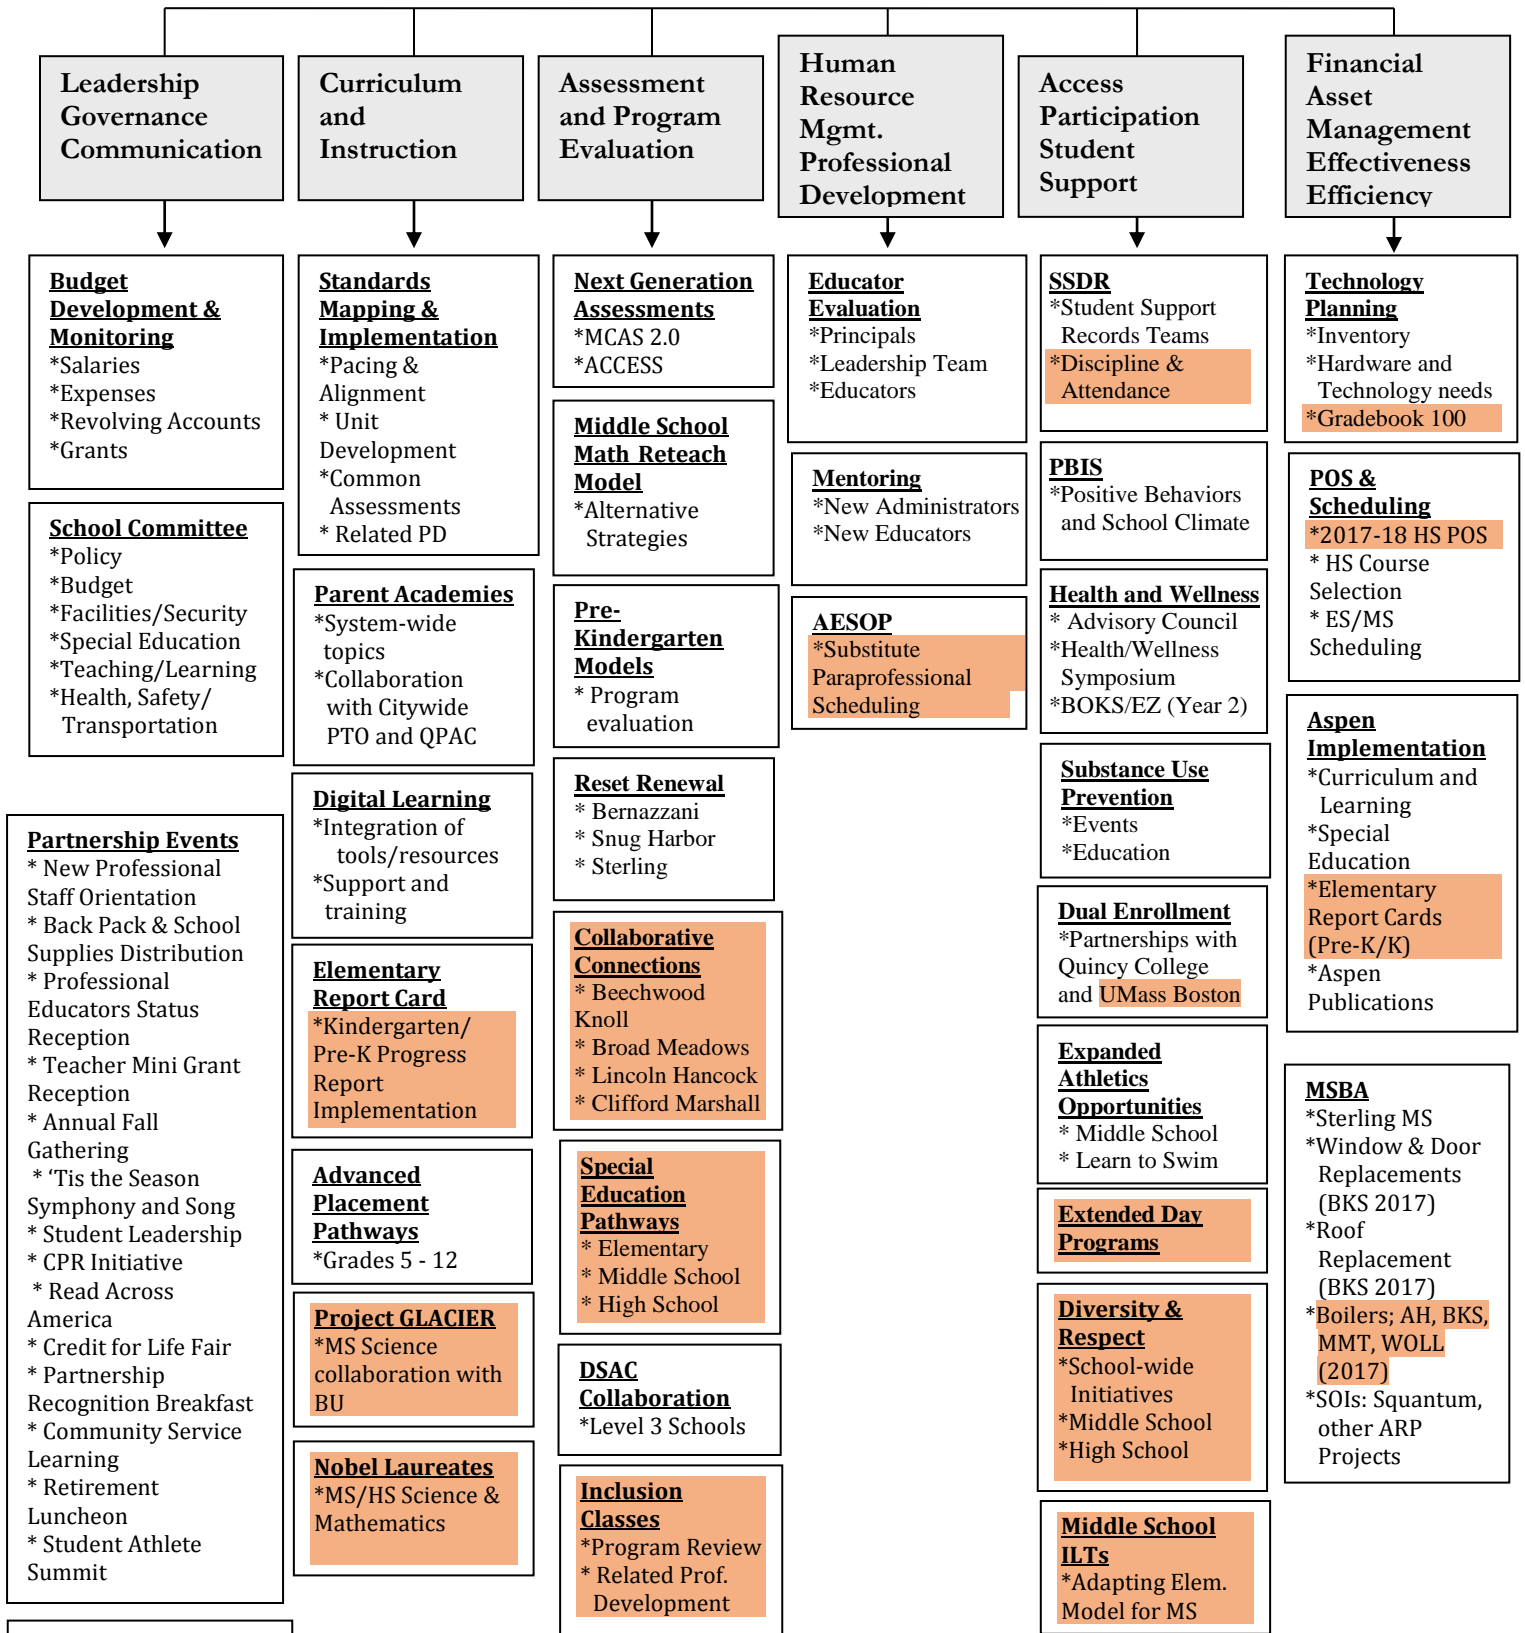 Leadership
Governance
Communication
Curriculum
and
Instruction
Assessment
and Program
Evaluation
Human
Resource
Mgmt.
Professional
Development
Access
Participation
Student
Support
Financial
Asset
Management
Effectiveness
Efficiency
Budget
Development &
Monitoring
*Salaries
*Expenses
*Revolving Accounts
*Grants
School Committee
*Policy
*Budget
*Facilities/Security
*Special Education
*Teaching/Learning
*Health, Safety/
Transportation
Partnership Events
* New Professional
Staff Orientation
* Back Pack & School
Supplies Distribution
* Professional
Educators Status
Reception
* Teacher Mini Grant
Reception
* Annual Fall
Gathering
* ‘Tis the Season
Symphony and Song
* Student Leadership
* CPR Initiative
* Read Across
America
* Credit for Life Fair
* Partnership
Recognition Breakfast
* Community Service
Learning
* Retirement
Luncheon
* Student Athlete
Summit
Standards
Mapping &
Implementation
*Pacing &
Alignment
* Unit
Development
*Common
Assessments
* Related PD
Parent Academies
*System-wide
topics
*Collaboration
with Citywide
PTO and QPAC
Digital Learning
*Integration of
tools/resources
*Support and
training
Elementary
Report Card
*Kindergarten/
Pre-K Progress
Report
Implementation
Advanced
Placement
Pathways
*Grades 5 - 12
Project GLACIER
*MS Science
collaboration with
BU
Nobel Laureates
*MS/HS Science &
Mathematics
Next Generation
Assessments
*MCAS 2.0
*ACCESS
Middle School
Math Reteach
Model
*Alternative
Strategies
Pre-
Kindergarten
Models
* Program
evaluation
Reset Renewal
* Bernazzani
* Snug Harbor
* Sterling
Collaborative
Connections
* Beechwood
Knoll
* Broad Meadows
* Lincoln Hancock
* Clifford Marshall
Special
Education
Pathways
* Elementary
* Middle School
* High School
DSAC
Collaboration
*Level 3 Schools
Inclusion
Classes
*Program Review
* Related Prof.
Development
Educator
Evaluation
*Principals
*Leadership Team
*Educators
Mentoring
*New Administrators
*New Educators
AESOP
*Substitute
Paraprofessional
Scheduling
SSDR
*Student Support
Records Teams
*Discipline &
Attendance
PBIS
*Positive Behaviors
and School Climate
Health and Wellness
* Advisory Council
*Health/Wellness
Symposium
*BOKS/EZ (Year 2)
Substance Use
Prevention
*Events
*Education
Dual Enrollment
*Partnerships with
Quincy College
and UMass Boston
Expanded
Athletics
Opportunities
* Middle School
* Learn to Swim
Extended Day
Programs
Diversity &
Respect
*School-wide
Initiatives
*Middle School
*High School
Middle School
ILTs
*Adapting Elem.
Model for MS
Technology
Planning
*Inventory
*Hardware and
Technology needs
*Gradebook 100
POS &
Scheduling
*2017-18 HS POS
* HS Course
Selection
* ES/MS
Scheduling
Aspen
Implementation
*Curriculum and
Learning
*Special
Education
*Elementary
Report Cards
(Pre-K/K)
*Aspen
Publications
MSBA
*Sterling MS
*Window & Door
Replacements
(BKS 2017)
*Roof
Replacement
(BKS 2017)
*Boilers; AH, BKS,
MMT, WOLL
(2017)
*SOIs: Squantum,
other ARP
Projects